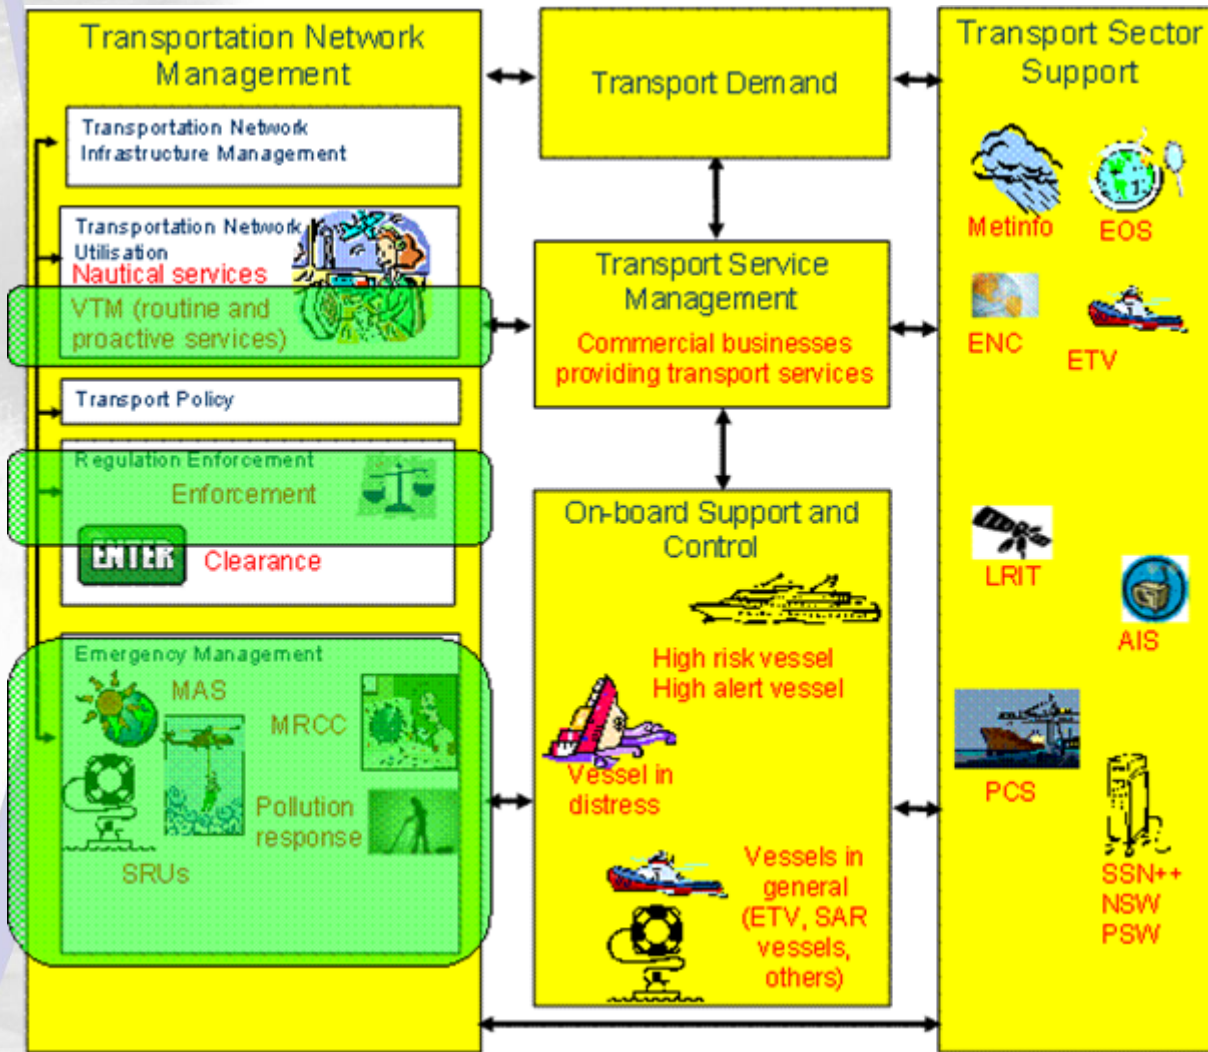 Transportation Network
Management
Transportation Network
Infrastructure Management
Transportation Network
Utilisation
Nautical services
VTM (routine and
proactive services)
Transport Policy
Regulation Enforcement
Enforcement
ENTER
Clearance
Emergency Management
MAS
MRCC
Pollution
response
SRUs
Transport Demand
Transport Service
Management
Commercial businesses
providing transport services
On-board Support and
Control
High risk vessel
High alert vessel
Vessel in
distress
Vessels in
general
(ETV, SAR
vessels,
others)
Transport Sector
Support
Metinfo
EOS
ENC
ETV
LRIT
AIS
PCS
SSN++
NSW
PSW